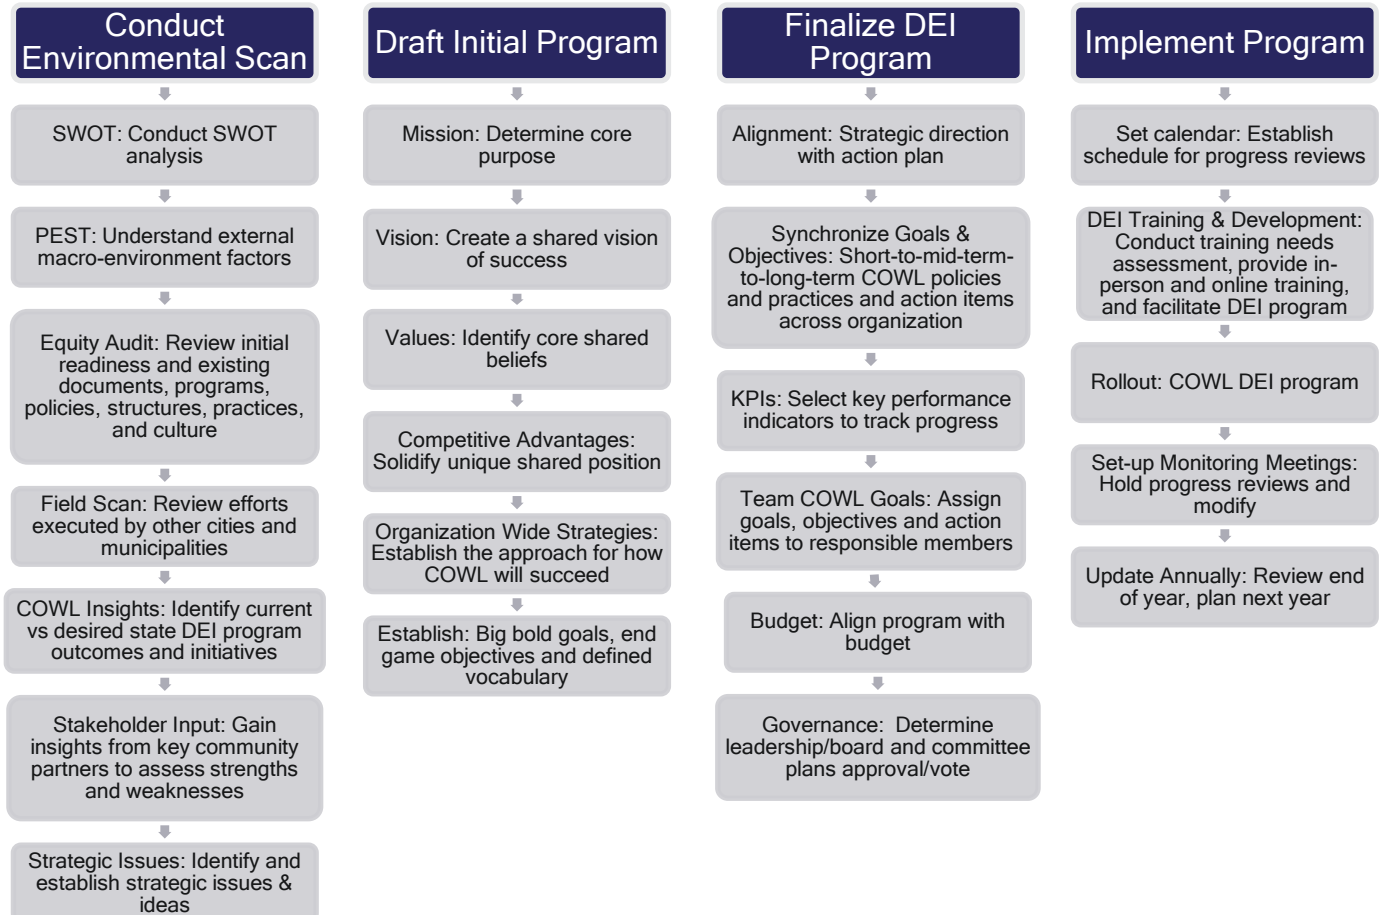 Conduct
Environmental Scan
SWOT: Conduct SWOT
analysis
PEST: Understand external
macro-environment factors
Equity Audit: Review initial
readiness and existing
documents, programs,
policies, structures, practices,
and culture
Field Scan: Review efforts
executed by other cities and
municipalities
COWL Insights: Identify current
vs desired state DEI program
outcomes and initiatives
Stakeholder Input: Gain
insights from key community
partners to assess strengths
and weaknesses
Strategic Issues: Identify and
establish strategic issues &
ideas
Draft Initial Program
Mission: Determine core
purpose
Vision: Create a shared vision
of success
Values: Identify core shared
beliefs
Competitive Advantages:
Solidify unique shared position
Organization Wide Strategies:
Establish the approach for how
COWL will succeed
Establish: Big bold goals, end
game objectives and defined
vocabulary
Finalize DEI
Program
Alignment: Strategic direction
with action plan
Synchronize Goals &
Objectives: Short-to-mid-term-
to-long-term COWL policies
and practices and action items
across organization
KPIs: Select key performance
indicators to track progress
Team COWL Goals: Assign
goals, objectives and action
items to responsible members
Budget: Align program with
budget
Governance:  Determine
leadership/board and committee
plans approval/vote
Implement Program
Set calendar: Establish
schedule for progress reviews
DEI Training & Development:
Conduct training needs
assessment, provide in-
person and online training,
and facilitate DEI program
Rollout: COWL DEI program
Set-up Monitoring Meetings:
Hold progress reviews and
modify
Update Annually: Review end
of year, plan next year